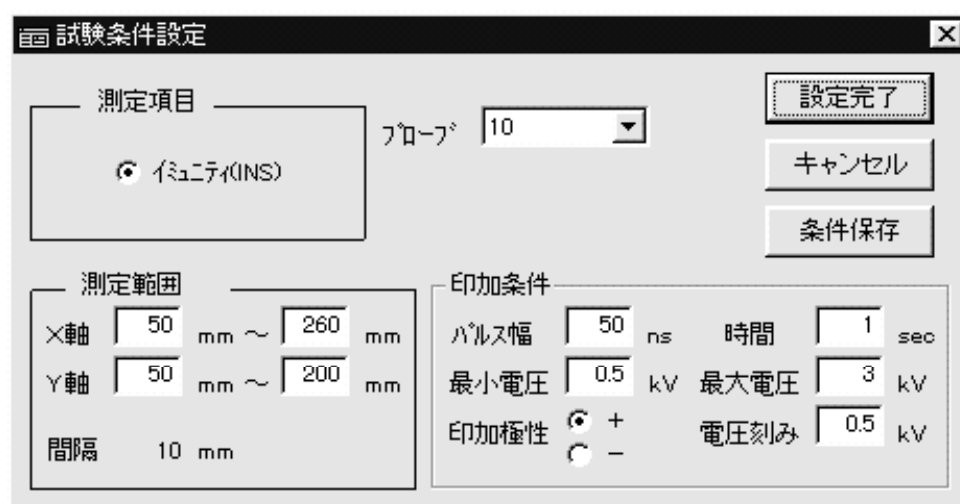 試験条件設定
測定項目
イミュニティ(INS)
プローブ 10
設定完了
キャンセル
条件保存
測定範囲
X軸 50 mm ～ 260 mm
Y軸 50 mm ～ 200 mm
間隔 10 mm
印加条件
パルス幅 50 ns 時間 1 sec
最小電圧 0.5 kV 最大電圧 3 kV
印加極性 + 電圧刻み 0.5 kV
−